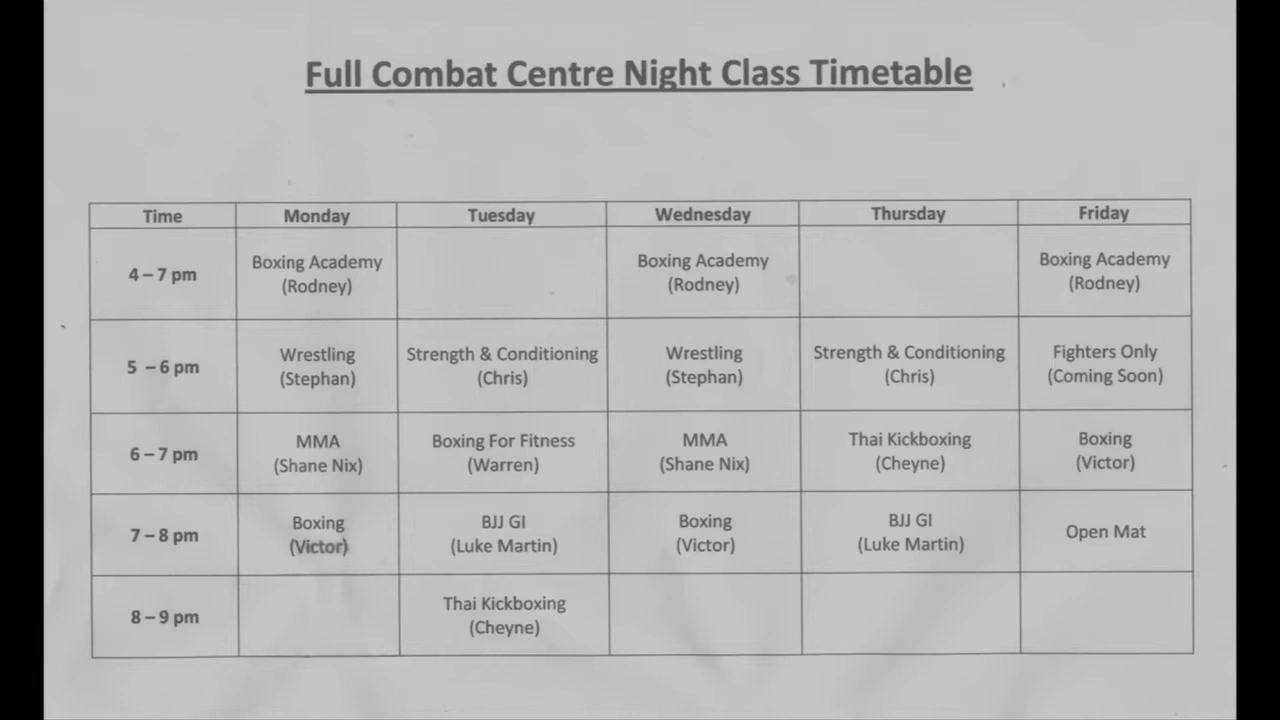 Full Combat Centre Night Class Timetable
Time Monday Tuesday Wednesday Thursday Friday
4 – 7 pm
Boxing Academy
(Rodney)
Boxing Academy
(Rodney)
Boxing Academy
(Rodney)
5 – 6 pm
Wrestling
(Stephan)
Strength & Conditioning
(Chris)
Wrestling
(Stephan)
Strength & Conditioning
(Chris)
Fighters Only
(Coming Soon)
6 – 7 pm
MMA
(Shane Nix)
Boxing For Fitness
(Warren)
MMA
(Shane Nix)
Thai Kickboxing
(Cheyne)
Boxing
(Victor)
7 – 8 pm
Boxing
(Victor)
BJJ GI
(Luke Martin)
Boxing
(Victor)
BJJ GI
(Luke Martin)
Open Mat
8 – 9 pm
Thai Kickboxing
(Cheyne)